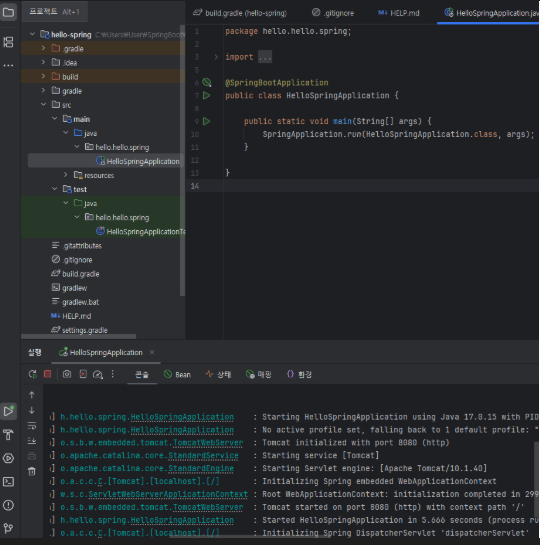 프로젝트 Alt+1
hello-spring C:\Users\User\SpringBoot
.gradle
.idea
build
gradle
src
main
java
hello.hello.spring
HelloSpringApplication
resources
test
java
hello.hello.spring
HelloSpringApplicationTe
.gitattributes
.gitignore
build.gradle
gradlew
gradlew.bat
HELP.md
settings.gradle
build.gradle (hello-spring)
.gitignore
HELP.md
HelloSpringApplication.java
1 package hello.hello.spring;
2
3 import ...
5
6 @SpringBootApplication
7 public class HelloSpringApplication {
8
9 public static void main(String[] args) {
10 SpringApplication.run(HelloSpringApplication.class, args);
11 }
12
13 }
14
실행 HelloSpringApplication
콘솔 Bean 상태 매핑 환경
] h.hello.spring.HelloSpringApplication : Starting HelloSpringApplication using Java 17.0.15 with PID
] h.hello.spring.HelloSpringApplication : No active profile set, falling back to 1 default profile: "
] o.s.b.w.embedded.tomcat.TomcatWebServer : Tomcat initialized with port 8080 (http)
] o.apache.catalina.core.StandardService : Starting service [Tomcat]
] o.apache.catalina.core.StandardEngine : Starting Servlet engine: [Apache Tomcat/10.1.40]
] o.a.c.c.C.[Tomcat].[localhost].[/] : Initializing Spring embedded WebApplicationContext
] w.s.c.ServletWebServerApplicationContext : Root WebApplicationContext: initialization completed in 299
] o.s.b.w.embedded.tomcat.TomcatWebServer : Tomcat started on port 8080 (http) with context path '/'
] h.hello.spring.HelloSpringApplication : Started HelloSpringApplication in 5.666 seconds (process ru
] o.a.c.c.C.[Tomcat].[localhost].[/] : Initializing Spring DispatcherServlet 'dispatcherServlet'